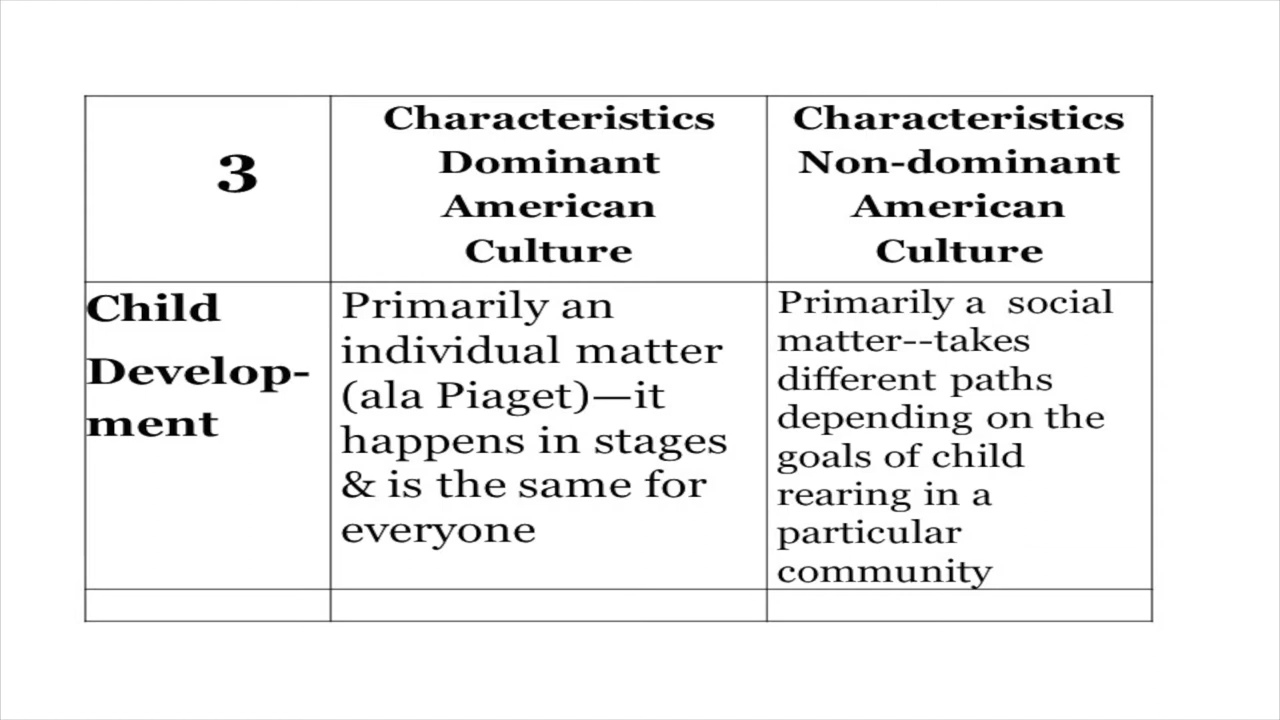 3
Characteristics
Dominant
American
Culture
Characteristics
Non-dominant
American
Culture
Child
Develop-
ment
Primarily an
individual matter
(ala Piaget)—it
happens in stages
& is the same for
everyone
Primarily a  social
matter--takes
different paths
depending on the
goals of child
rearing in a
particular
community